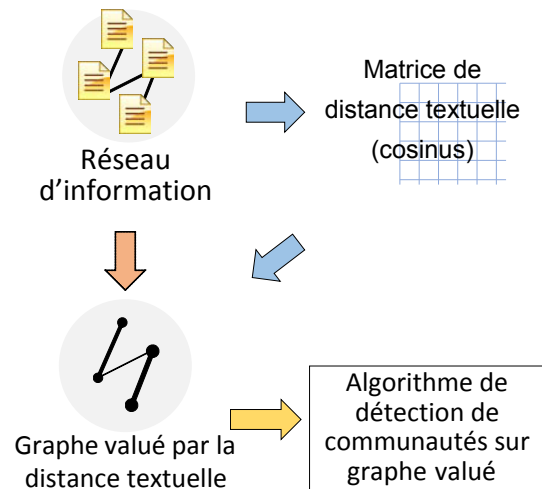 Réseau
d'information
Matrice de
distance textuelle
(cosinus)
Graphe valué par la
distance textuelle
Algorithme de
détection de
communautés sur
graphe valué